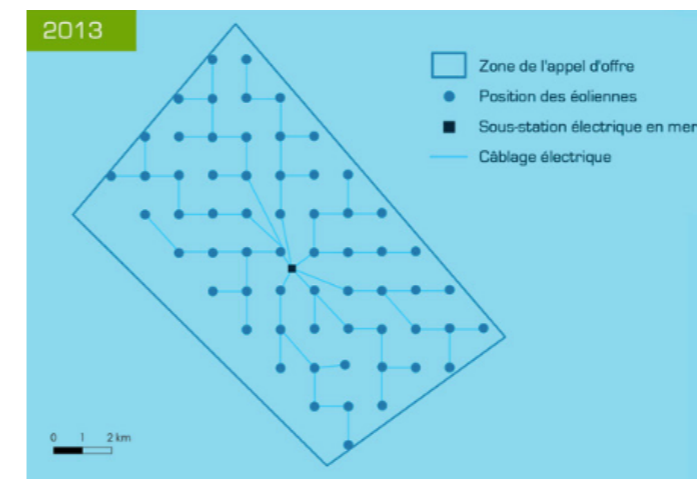 2013
Zone de l'appel d'offre
Position des éoliennes
Sous-station électrique en mer
Câblage électrique
0 1 2 km